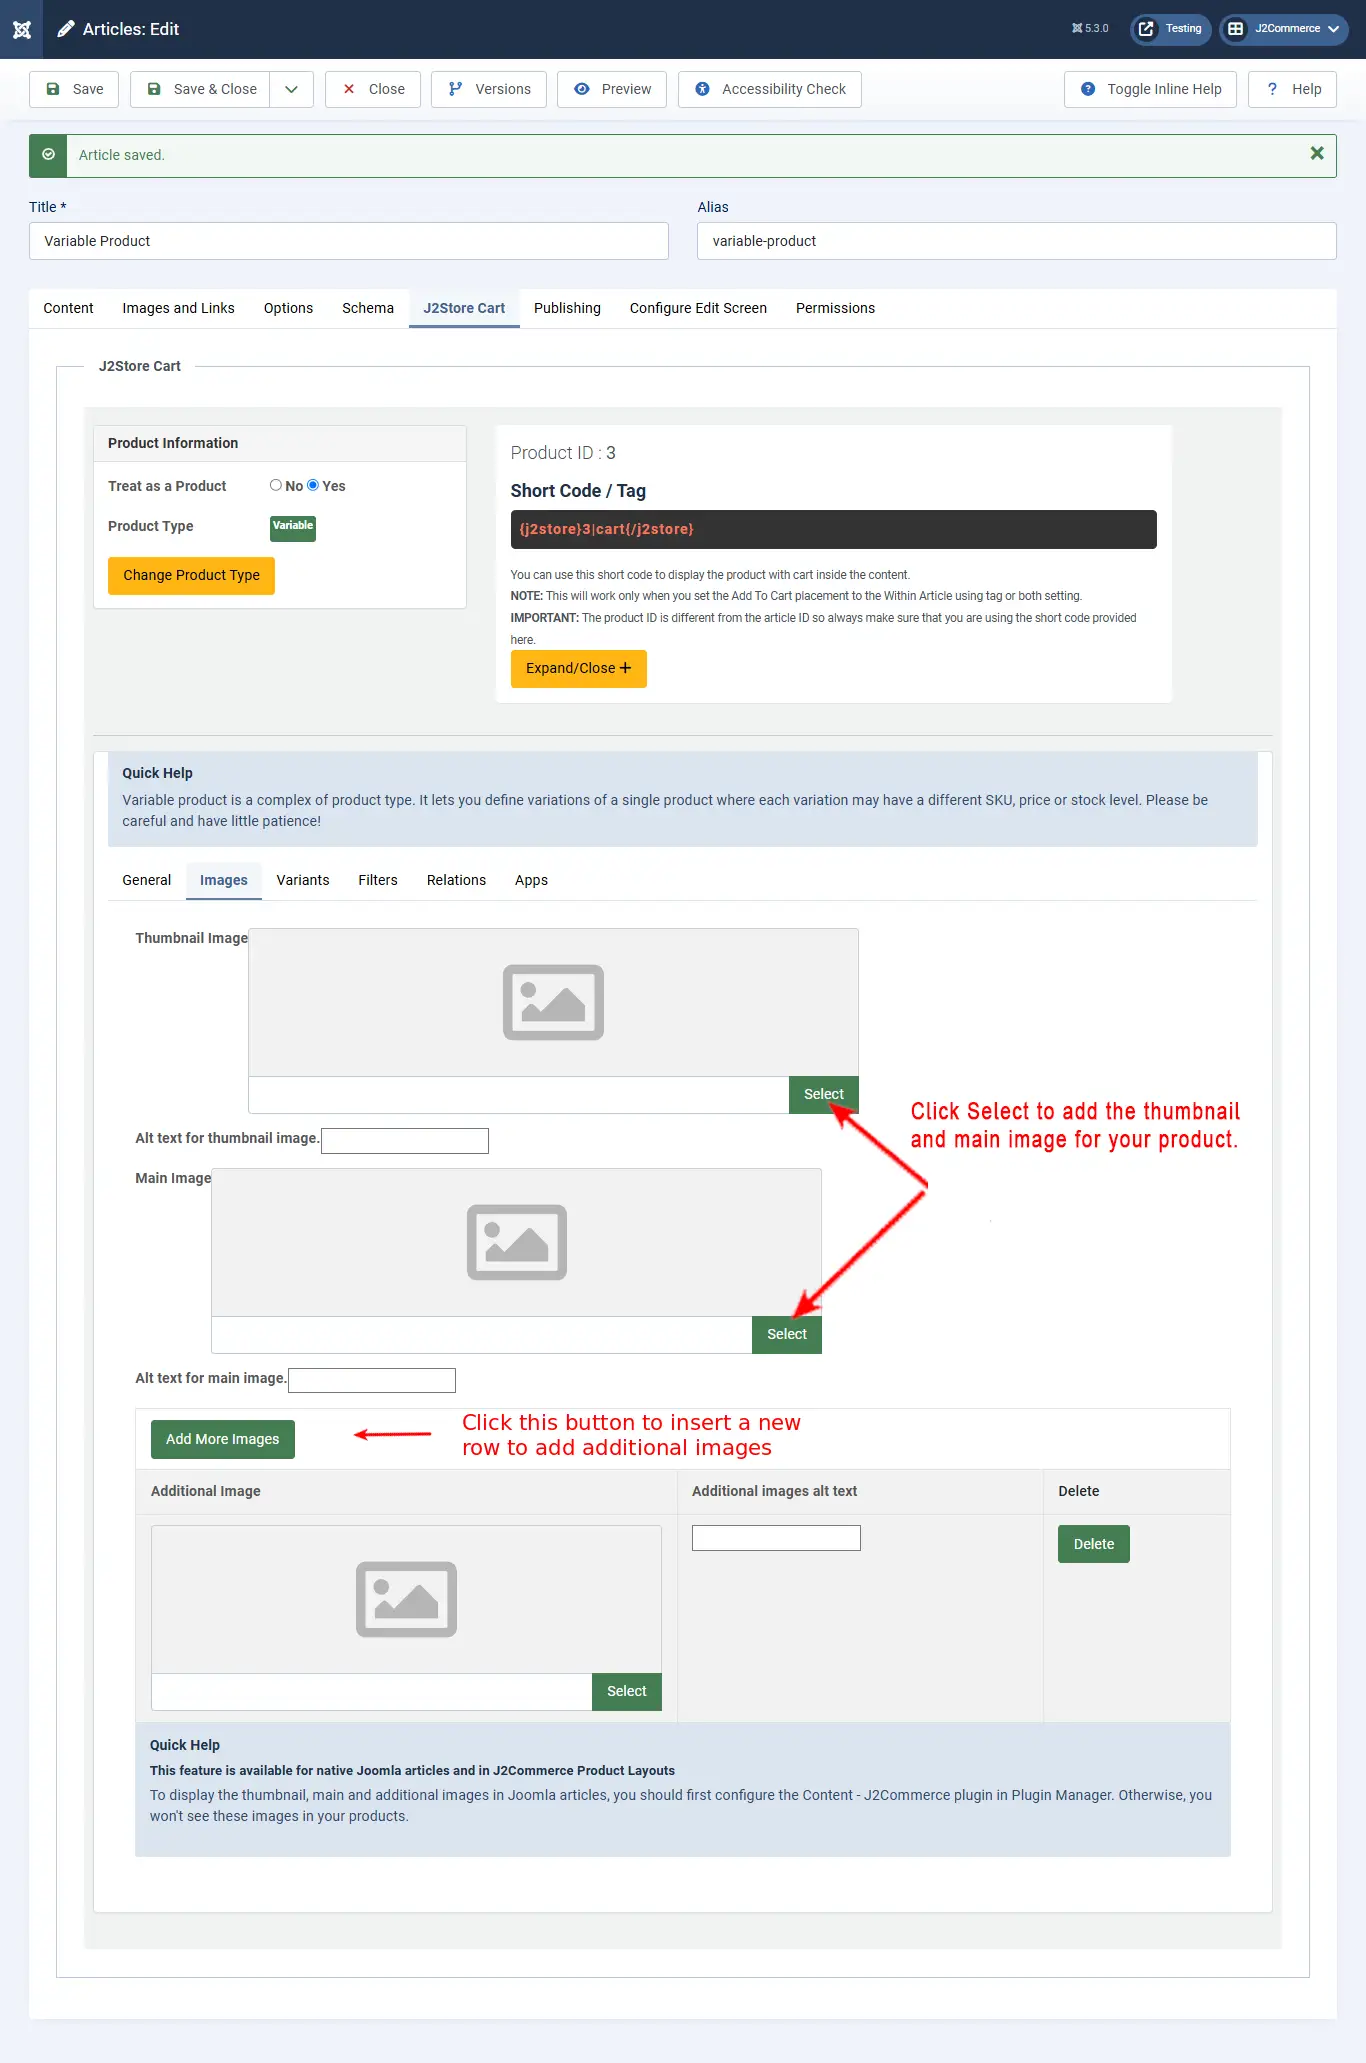 Articles: Edit
5.3.0
Testing
J2Commerce
Save
Save & Close
Close
Versions
Preview
Accessibility Check
Toggle Inline Help
? Help
Article saved.
Title *
Alias
Variable Product
variable-product
Content
Images and Links
Options
Schema
J2Store Cart
Publishing
Configure Edit Screen
Permissions
J2Store Cart
Product Information
Treat as a Product
No
Yes
Product Type
Variable
Change Product Type
Product ID : 3
Short Code / Tag
{j2store}3|cart{/j2store}
You can use this short code to display the product with cart inside the content.
NOTE: This will work only when you set the Add To Cart placement to the Within Article using tag or both setting.
IMPORTANT: The product ID is different from the article ID so always make sure that you are using the short code provided
here.
Expand/Close +
Quick Help
Variable product is a complex of product type. It lets you define variations of a single product where each variation may have a different SKU, price or stock level. Please be
careful and have little patience!
General
Images
Variants
Filters
Relations
Apps
Thumbnail Image
Select
Click Select to add the thumbnail
and main image for your product.
Alt text for thumbnail image.
Main Image
Select
Alt text for main image.
Add More Images
Click this button to insert a new
row to add additional images
Additional Image
Additional images alt text
Delete
Delete
Select
Quick Help
This feature is available for native Joomla articles and in J2Commerce Product Layouts
To display the thumbnail, main and additional images in Joomla articles, you should first configure the Content - J2Commerce plugin in Plugin Manager. Otherwise, you
won't see these images in your products.